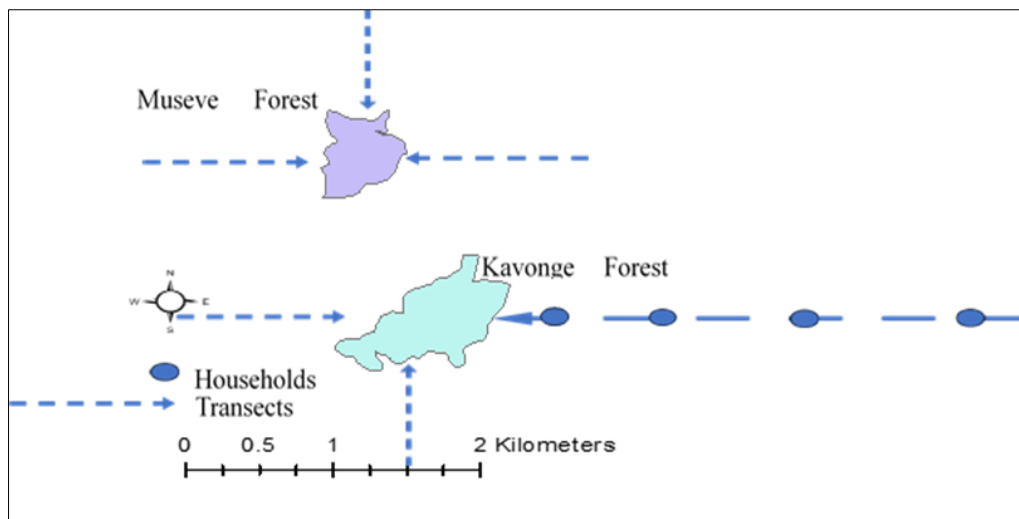 Museve Forest
Kavonge Forest
N
W E
S
Households
Transects
0 0.5 1 2 Kilometers